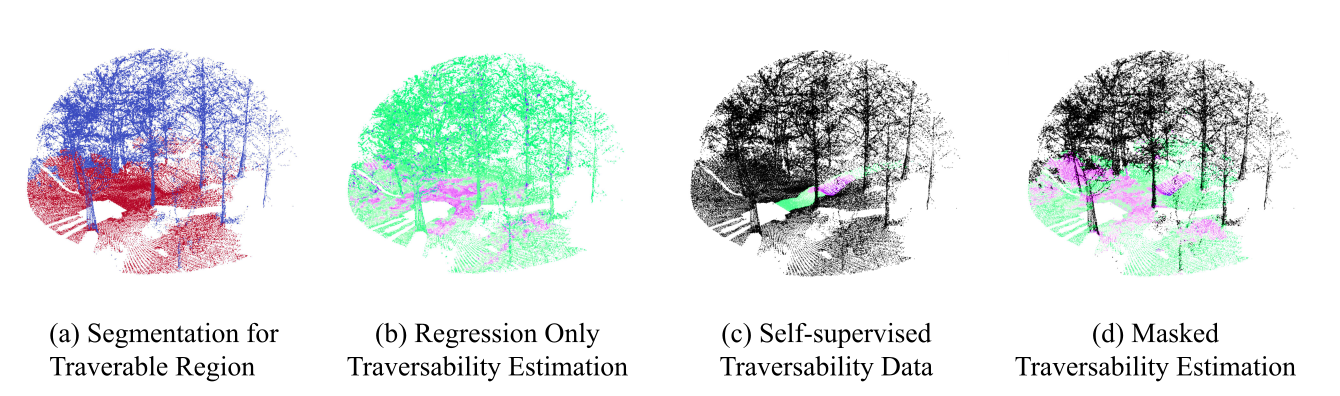 (a) Segmentation for
Traverable Region
(b) Regression Only
Traversability Estimation
(c) Self-supervised
Traversability Data
(d) Masked
Traversability Estimation